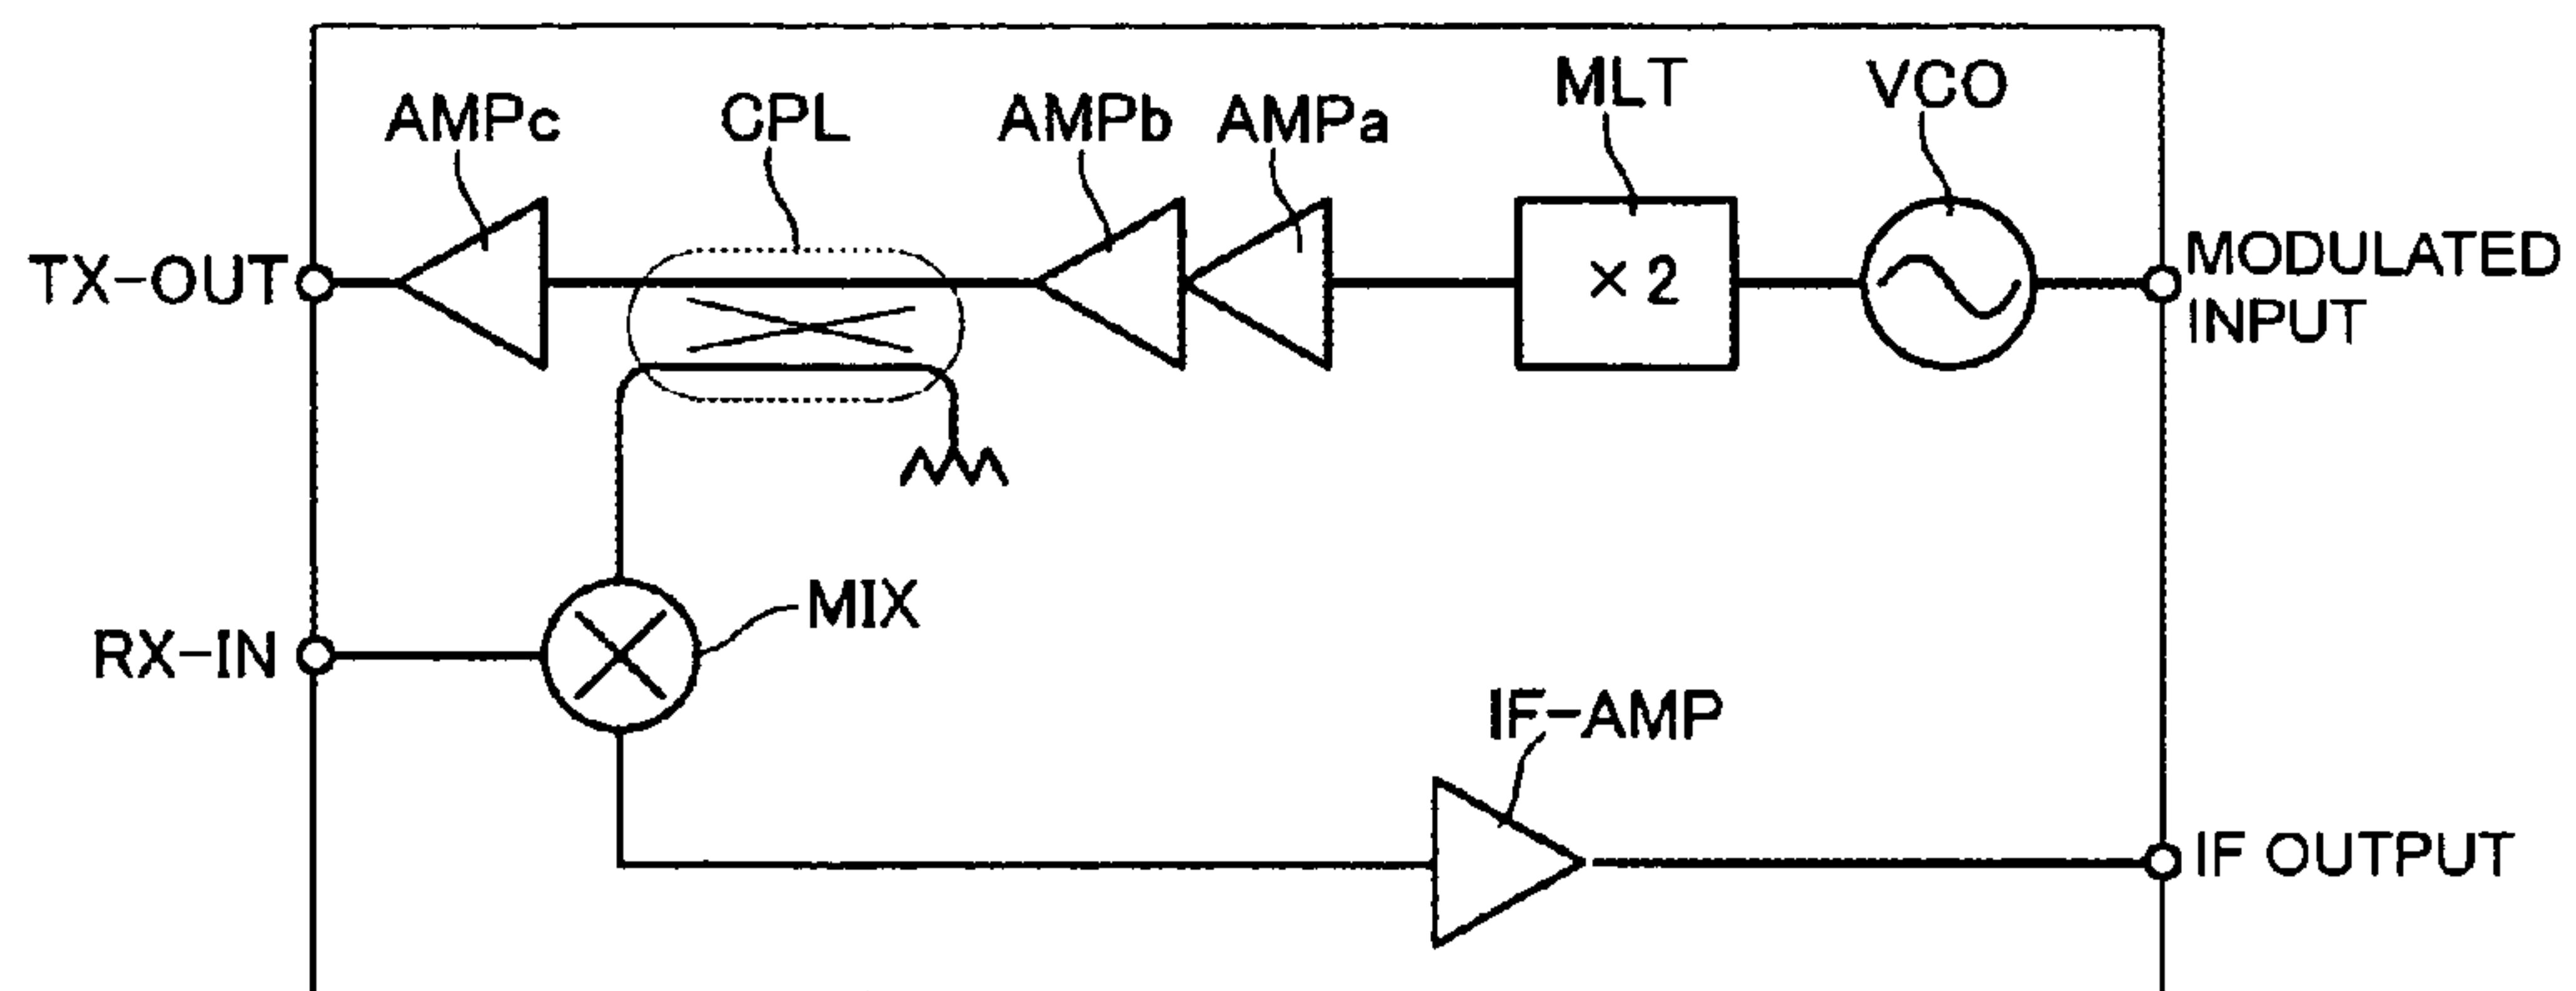 MLT
VCO
AMPc
CPL
AMPb
AMPa
TX-OUT
×2
MODULATED
INPUT
MIX
RX-IN
IF-AMP
IF OUTPUT